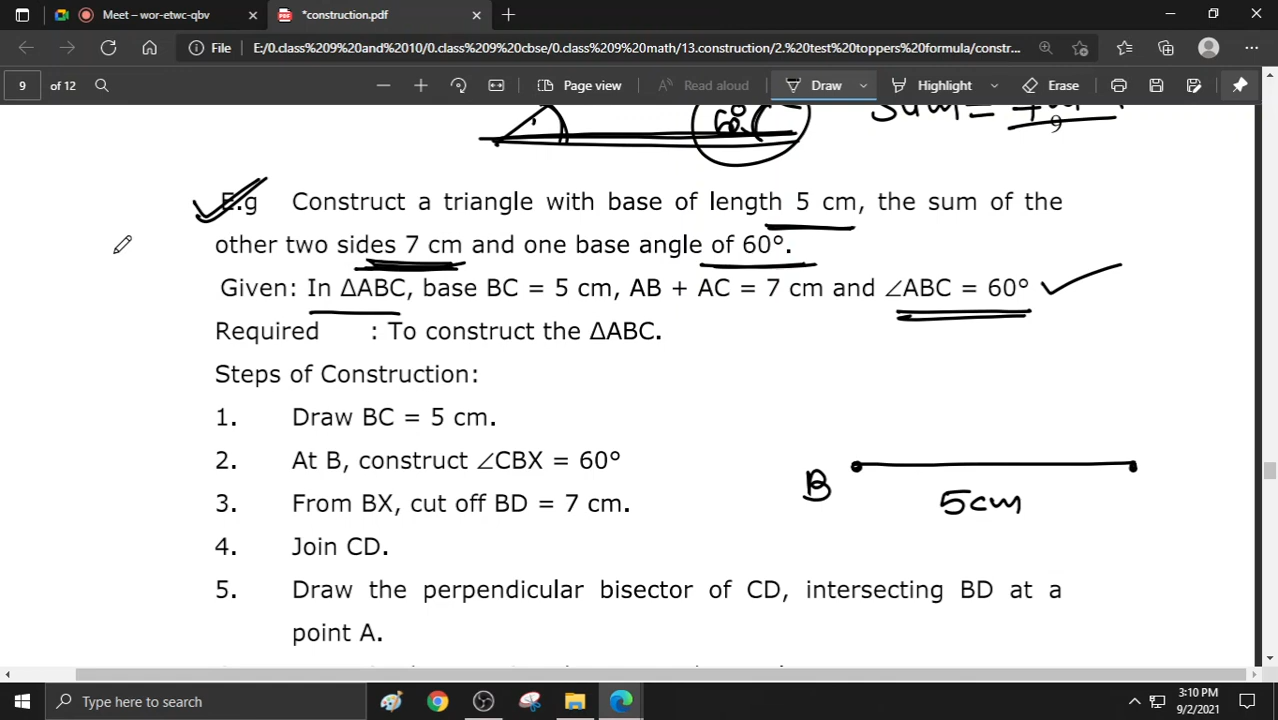 Meet – wor-etwc-qbv
*construction.pdf
File
E:/0.class%209%20and%2010/0.class%209%20cbse/0.class%209%20math/13.construction/2.%20test%20toppers%20formula/constr...
9 of 12
Page view
Read aloud
Draw
Highlight
Erase
60°
Sum =
9
E.g Construct a triangle with base of length 5 cm, the sum of the
other two sides 7 cm and one base angle of 60°.
Given: In ΔABC, base BC = 5 cm, AB + AC = 7 cm and ∠ABC = 60°
Required : To construct the ΔABC.
Steps of Construction:
1. Draw BC = 5 cm.
2. At B, construct ∠CBX = 60°
3. From BX, cut off BD = 7 cm.
B
5cm
4. Join CD.
5. Draw the perpendicular bisector of CD, intersecting BD at a
point A.
Type here to search
3:10 PM
9/2/2021